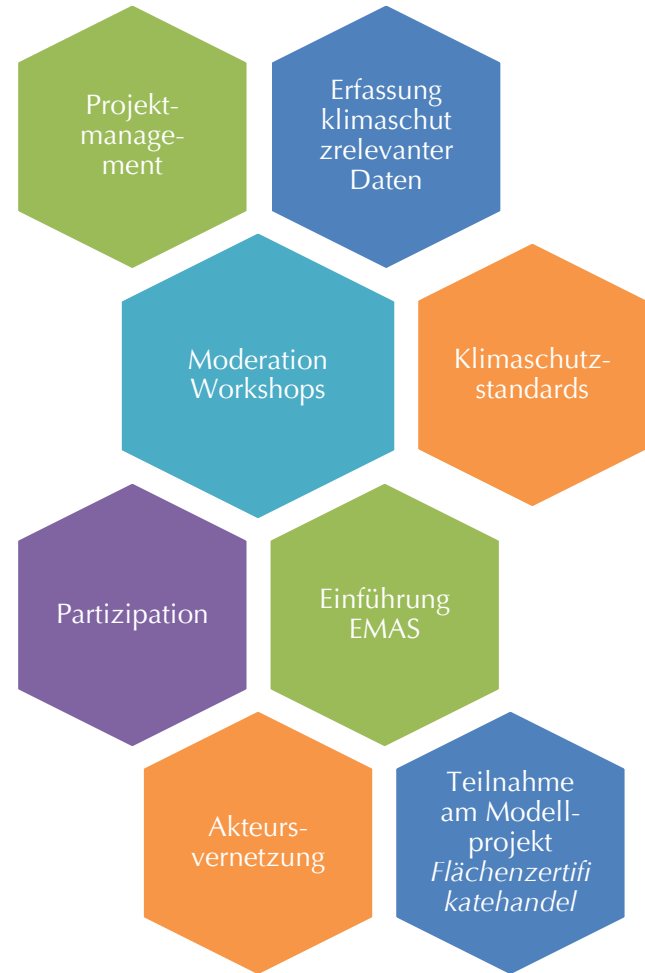 Projekt-
manage-
ment
Erfassung
klimaschut
zrelevanter
Daten
Moderation
Workshops
Klimaschutz-
standards
Partizipation
Einführung
EMAS
Akteurs-
vernetzung
Teilnahme
am Modell-
projekt
Flächenzertifi
katehandel